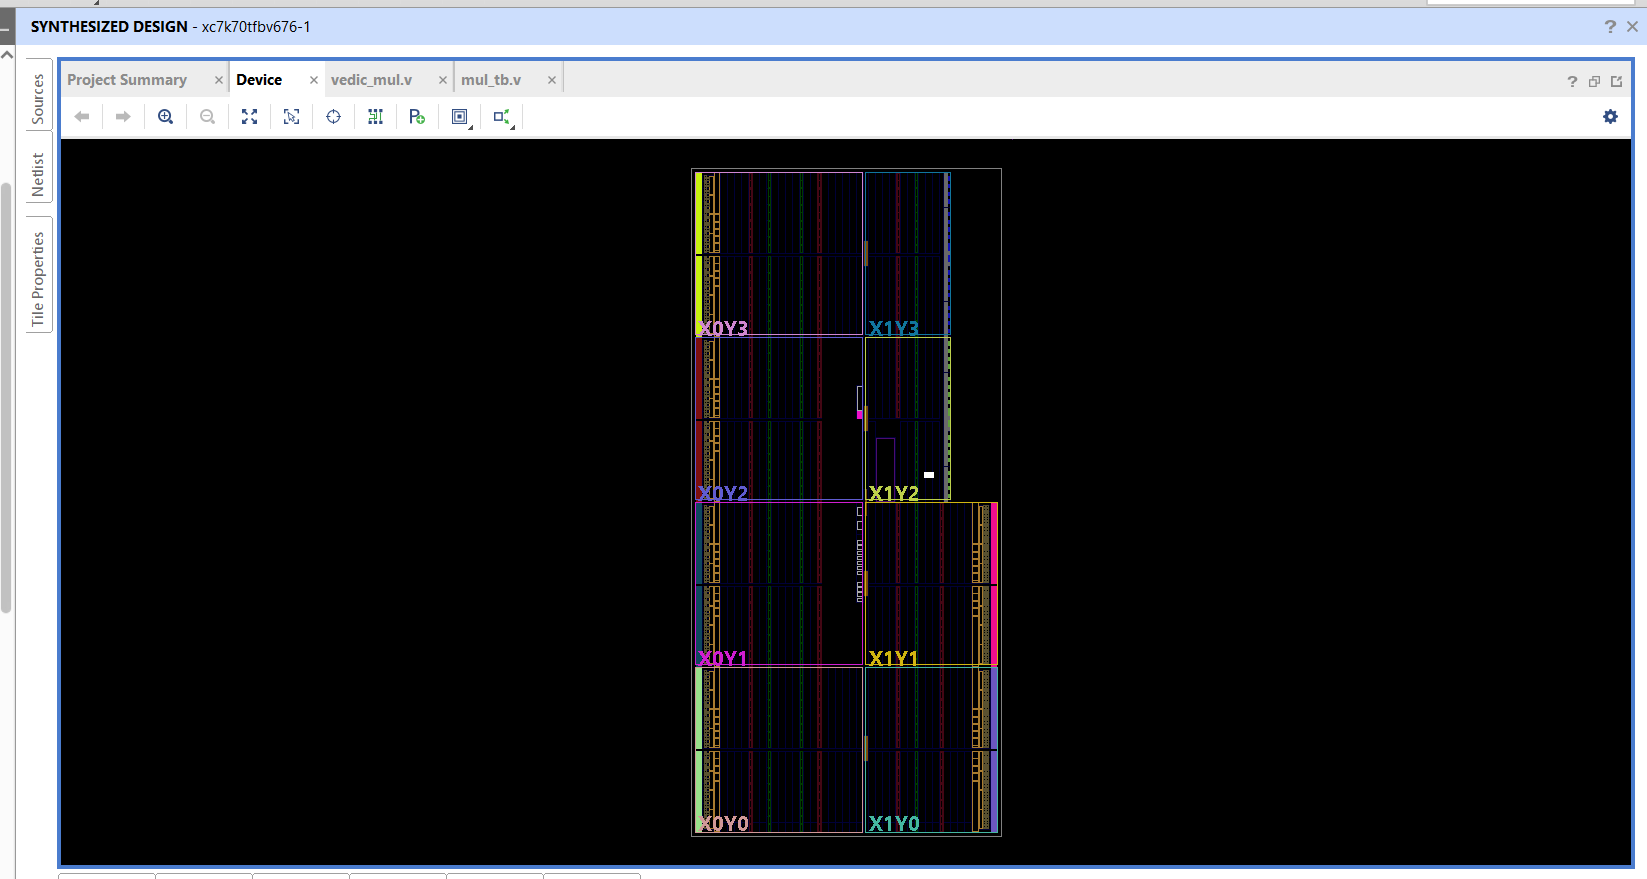 SYNTHESIZED DESIGN - xc7k70tfbv676-1
Sources
Netlist
Tile Properties
Project Summary
Device
vedic_mul.v
mul_tb.v
X0Y3
X1Y3
X0Y2
X1Y2
X0Y1
X1Y1
X0Y0
X1Y0